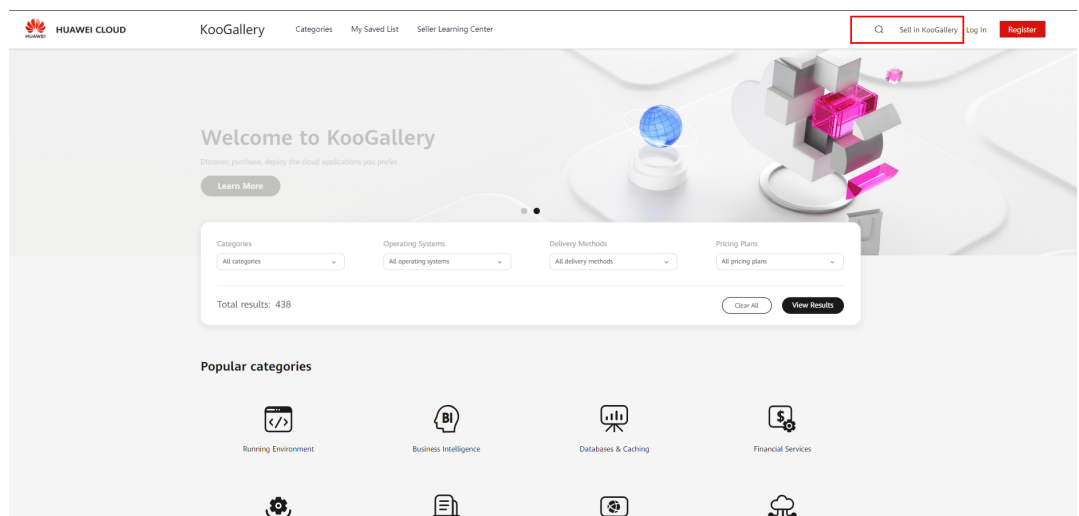 HUAWEI
HUAWEI CLOUD
KooGallery
Categories
My Saved List
Seller Learning Center
Sell in KooGallery
Log In
Register
Welcome to KooGallery
Discover, purchase, deploy the cloud applications you prefer
Learn More
Categories
Operating Systems
Delivery Methods
Pricing Plans
All categories
All operating systems
All delivery methods
All pricing plans
Total results: 438
Clear All
View Results
Popular categories
</>
BI
$
Running Environment
Business Intelligence
Databases & Caching
Financial Services